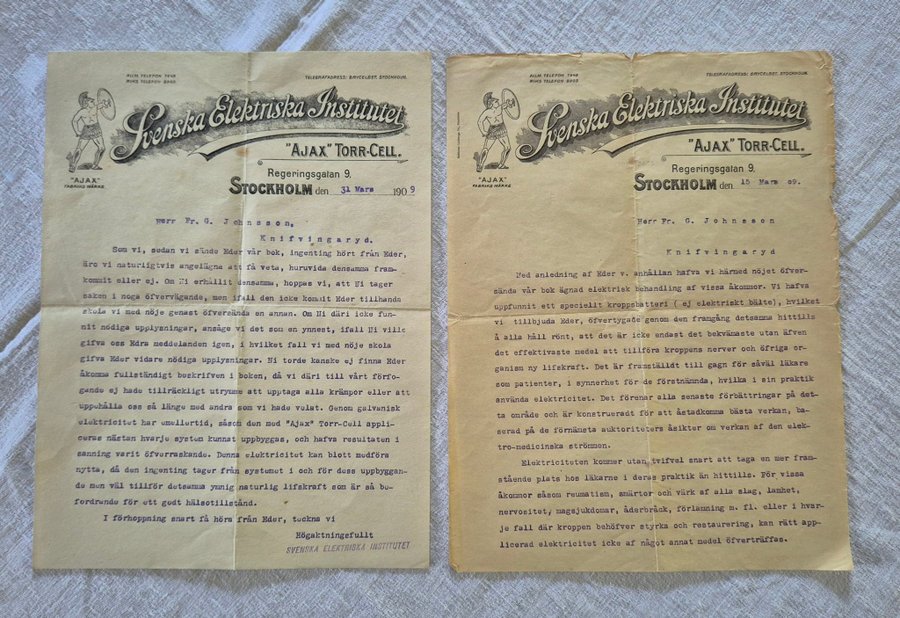 ALLM. TELEFON 7848
RIKS TELEFON 8903
TELEGRAFADRESS: BRYCELBET, STOCKHOLM.
Svenska Elektriska Institutet
"AJAX" TORR-CELL.
"AJAX"
FABRIKS MÄRKE
Regeringsgatan 9.
STOCKHOLM den 31 Mars 1909
Herr Fr. G. Johnsson,
Knifvingaryd.
Som vi, sedan vi sände Eder vår bok, ingenting hört från Eder,
äro vi naturligtvis angelägna att få veta, huruvida densamma fram-
kommit eller ej. Om Ni erhållit densamma, hoppas vi, att Ni tager
saken i noga öfvervägande, men ifall den icke kommit Eder tillhanda
skola vi med nöje genast öfversända en annan. Om Ni däri icke fun-
nit nödiga upplysningar, ansåge vi det som en ynnest, ifall Ni ville
gifva oss Edra meddelanden igen, i hvilket fall vi med nöje skola
gifva Eder vidare nödiga upplysningar. Ni torde kanske ej finna Eder
åkomma fullständigt beskrifven i boken, då vi däri till vårt förfo-
gande ej hade tillräckligt utrymme att upptaga alla krämpor eller att
uppehålla oss så länge med andra som vi hade velat. Genom galvanisk
elektricitet har emellertid, såsom den med "Ajax" Torr-Cell appli-
ceras nästan hvarje system kunnat uppbyggas, och hafva resultaten i
sanning varit öfverraskande. Denna elektricitet kan blott medföra
nytta, då den ingenting tager från systemet i och för dess uppbyggan-
de men väl tillför detsamma ymnig naturlig lifskraft som är så be-
fordrande för ett godt hälsotillstånd.
I förhoppning snart få höra från Eder, teckna vi
Högaktningsfullt
SVENSKA ELEKTRISKA INSTITUTET
ALLM. TELEFON 7848
RIKS TELEFON 8903
TELEGRAFADRESS: BRYCELBET, STOCKHOLM.
Svenska Elektriska Institutet
"AJAX" TORR-CELL.
"AJAX"
FABRIKS MÄRKE
Regeringsgatan 9.
STOCKHOLM den 15 Mars 09.
Herr Fr. G. Johnsson
Knifvingaryd
Med anledning af Eder v. anhållan hafva vi härmed nöjet öfver-
sända vår bok ägnad elektrisk behandling af vissa åkommor. Vi hafva
uppfunnit ett speciellt kroppsbatteri ( ej elektriskt bälte), hvilket
vi tillbjuda Eder, öfvertygade genom den framgång detsamma hittills
å alla håll rönt, att det är icke endast det bekvämaste utan äfven
det effektivaste medel att tillföra kroppens nerver och öfriga or-
ganism ny lifskraft. Det är framställdt till gagn för såväl läkare
som patienter, i synnerhet för de förstnämnda, hvilka i sin praktik
använda elektricitet. Det förenar alla senaste förbättringar på det-
ta område och är konstrueradt för att åstadkomma bästa verkan, ba-
serad på de förnämsta auktoriteters åsikter om verkan af den elek-
tro-medicinska strömmen.
Elektriciteten kommer utan tvifvel snart att taga en mer fram-
stående plats hos läkarne i deras praktik än hittills. För vissa
åkommor såsom reumatism, smärtor och värk af alla slag, lamhet,
nervositet, magsjukdomar, åderbråck, förlamning m. fl. eller i hvar-
je fall där kroppen behöfver styrka och restaurering, kan rätt app-
licerad elektricitet icke af något annat medel öfverträffas.